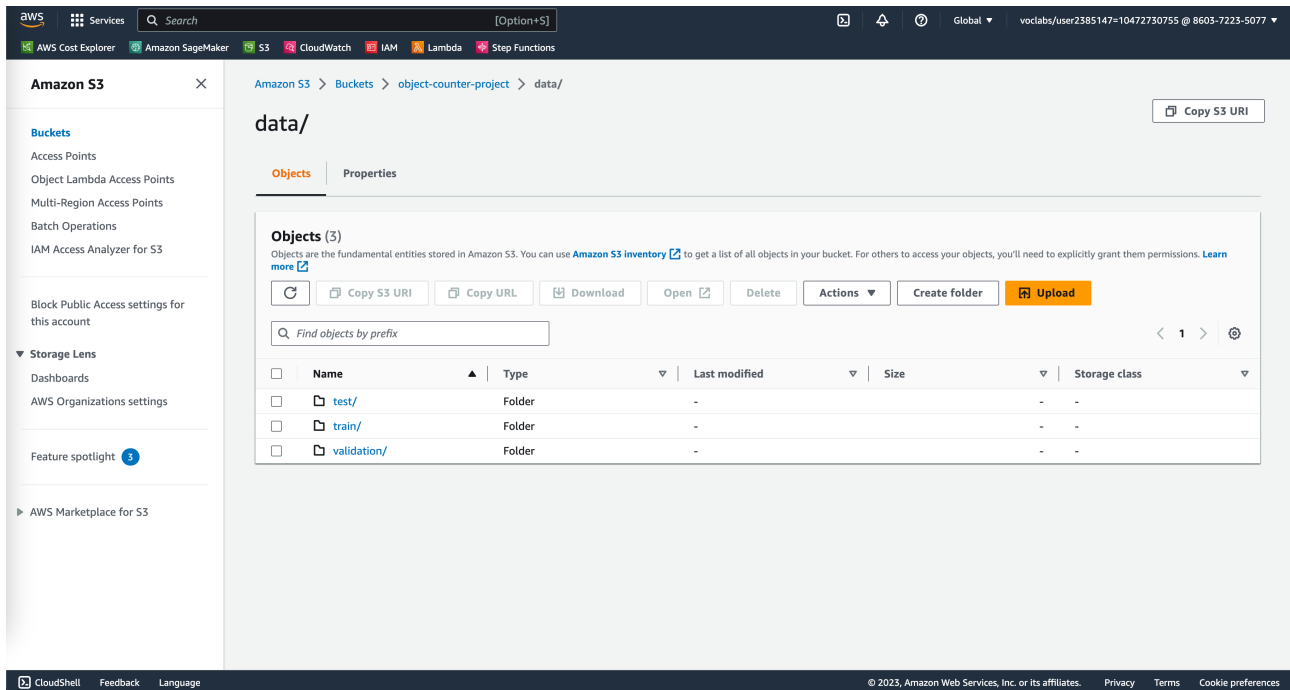 aws Services Search [Option+S] Global ▼ voclabs/user2385147=10472730755 @ 8603-7223-5077 ▼
AWS Cost Explorer Amazon SageMaker S3 CloudWatch IAM Lambda Step Functions
Amazon S3
Buckets
Access Points
Object Lambda Access Points
Multi-Region Access Points
Batch Operations
IAM Access Analyzer for S3
Block Public Access settings for
this account
Storage Lens
Dashboards
AWS Organizations settings
Feature spotlight 3
AWS Marketplace for S3
Amazon S3 > Buckets > object-counter-project > data/
data/
Copy S3 URI
Objects Properties
Objects (3)
Objects are the fundamental entities stored in Amazon S3. You can use Amazon S3 inventory to get a list of all objects in your bucket. For others to access your objects, you'll need to explicitly grant them permissions. Learn
more
Copy S3 URI Copy URL Download Open Delete Actions ▼ Create folder Upload
Find objects by prefix < 1 >
Name Type Last modified Size Storage class
test/ Folder - - -
train/ Folder - - -
validation/ Folder - - -
CloudShell Feedback Language © 2023, Amazon Web Services, Inc. or its affiliates. Privacy Terms Cookie preferences